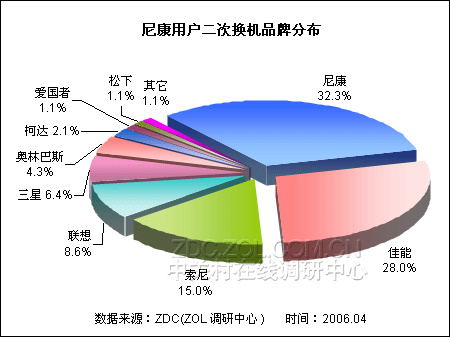 尼康用户二次换机品牌分布
松下
1.1%
其它
1.1%
尼康
32.3%
爱国者
1.1%
柯达 2.1%
奥林巴斯
4.3%
三星 6.4%
联想
8.6%
索尼
15.0%
佳能
28.0%
ZDC.ZOL.COM.CN
中关村在线调研中心
数据来源：ZDC(ZOL 调研中心） 时间：2006.04